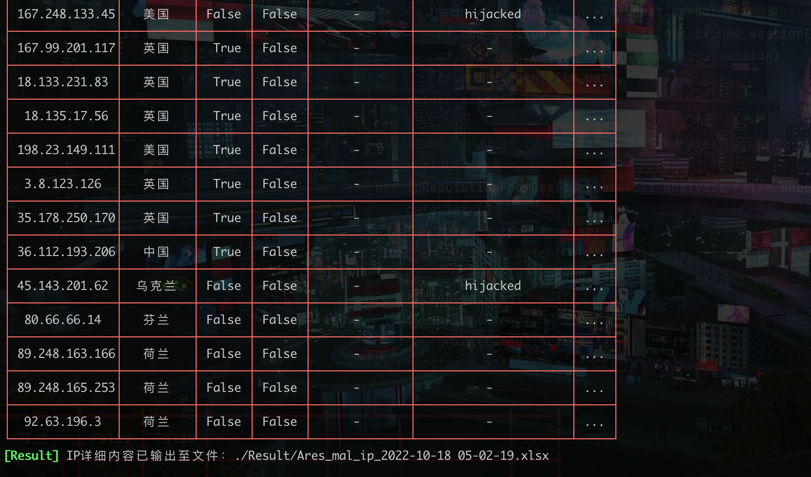 167.248.133.45 美国 False False - hijacked ...
167.99.201.117 英国 True False - - ...
18.133.231.83 英国 True False - - ...
18.135.17.56 英国 True False - - ...
198.23.149.111 美国 True False - - ...
3.8.123.126 英国 True False - - ...
35.178.250.170 英国 True False - - ...
36.112.193.206 中国 True False - - ...
45.143.201.62 乌克兰 False False - hijacked ...
80.66.66.14 芬兰 False False - - ...
89.248.163.166 荷兰 False False - - ...
89.248.165.253 荷兰 False False - - ...
92.63.196.3 荷兰 False False - - ...
[Result] IP详细内容已输出至文件: ./Result/Ares_mal_ip_2022-10-18 05-02-19.xlsx